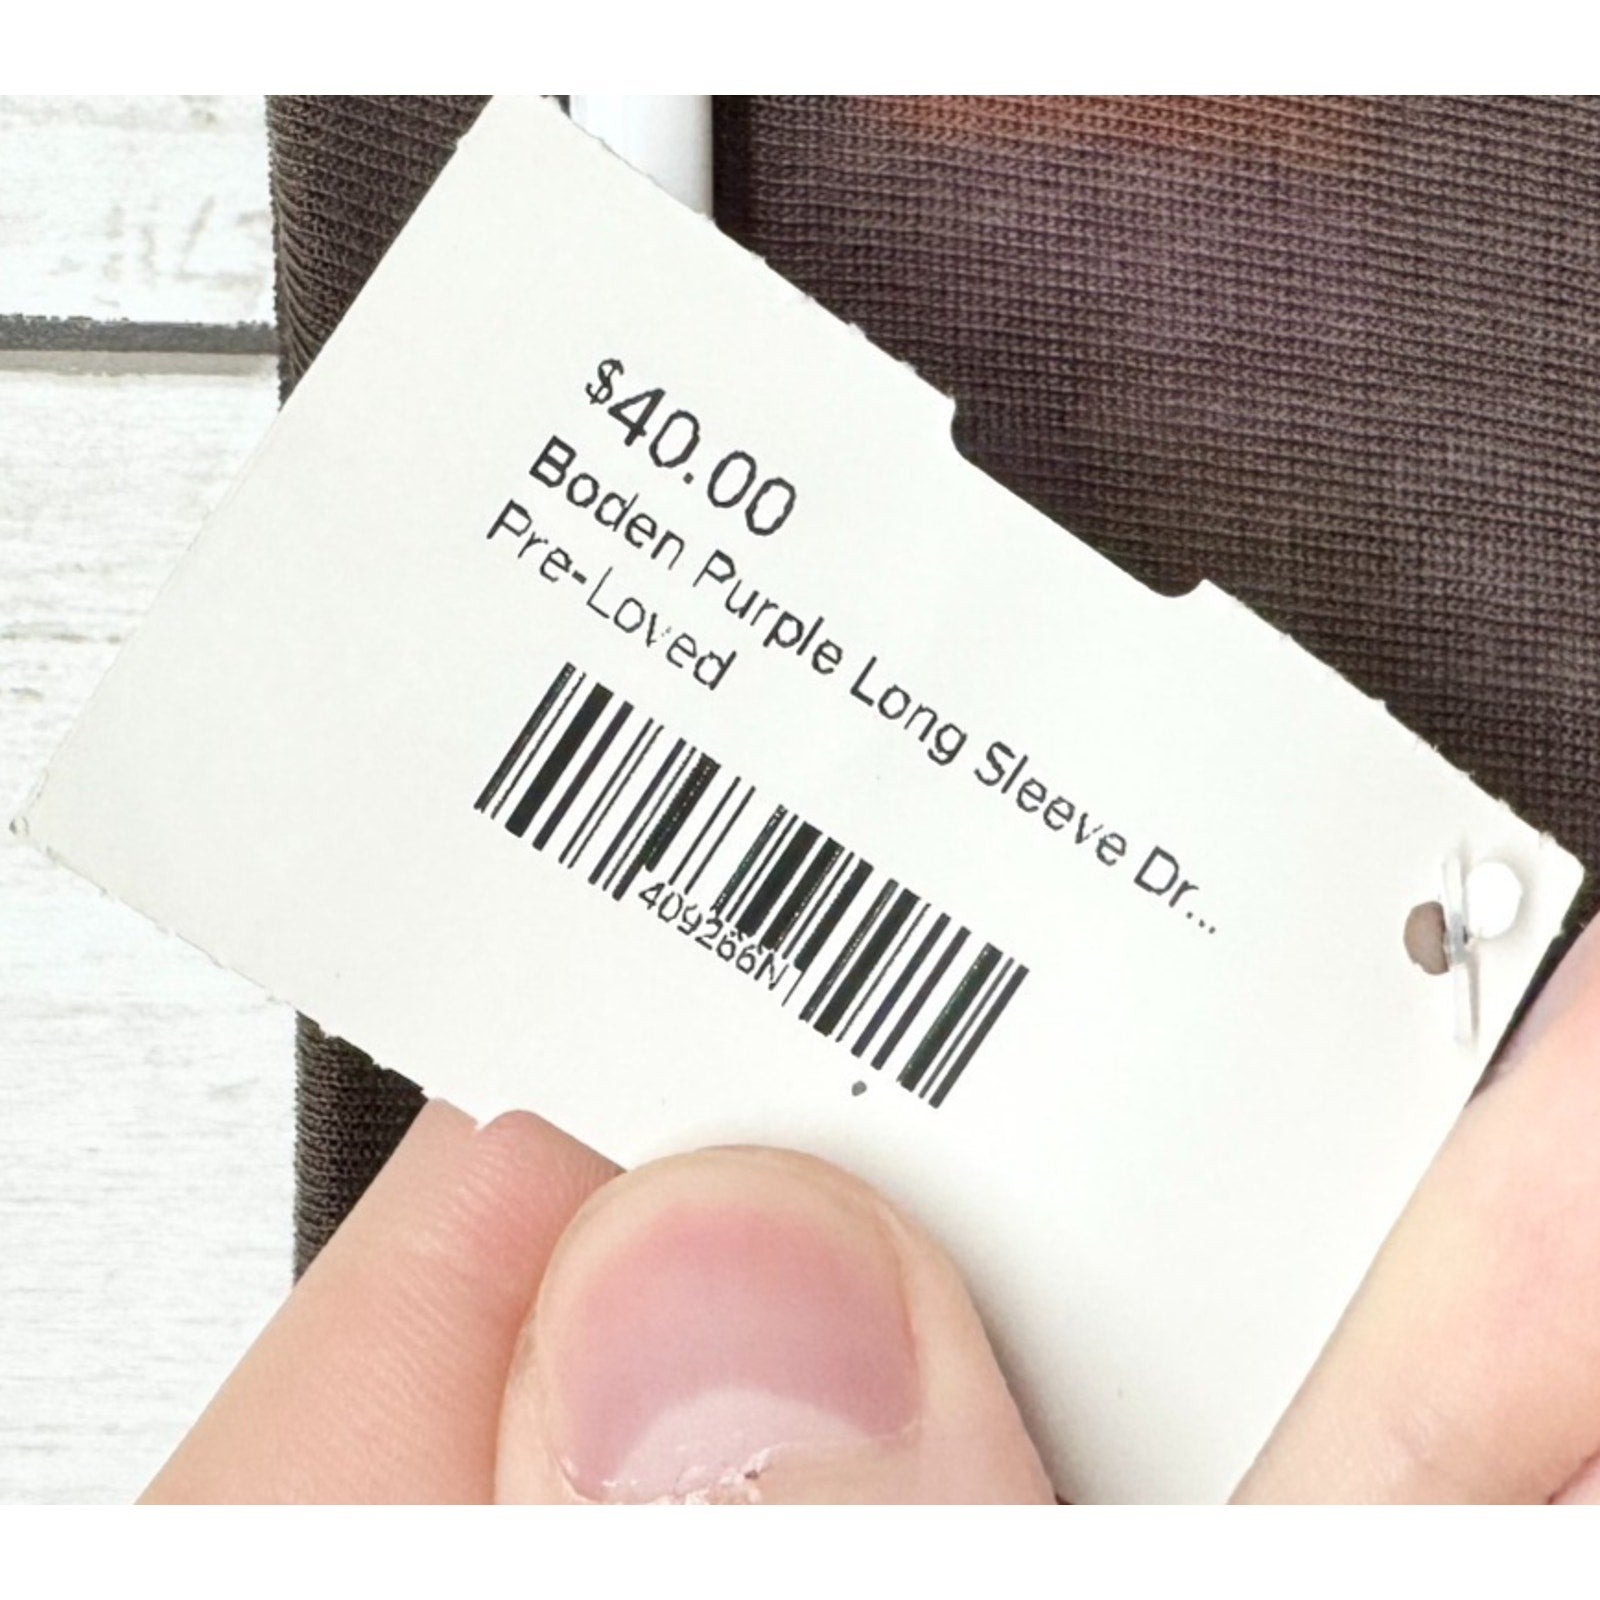 $40.00
Boden Purple Long Sleeve Dr...
Pre-Loved
409266N